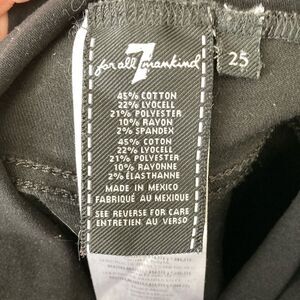 7
for all mankind
25
45% COTTON
22% LYOCELL
21% POLYESTER
10% RAYON
2% SPANDEX
45% COTON
22% LYOCELL
21% POLYESTER
10% RAYONNE
2% ÉLASTHANNE
MADE IN MEXICO
FABRIQUÉ AU MEXIQUE
SEE REVERSE FOR CARE
ENTRETIEN AU VERSO